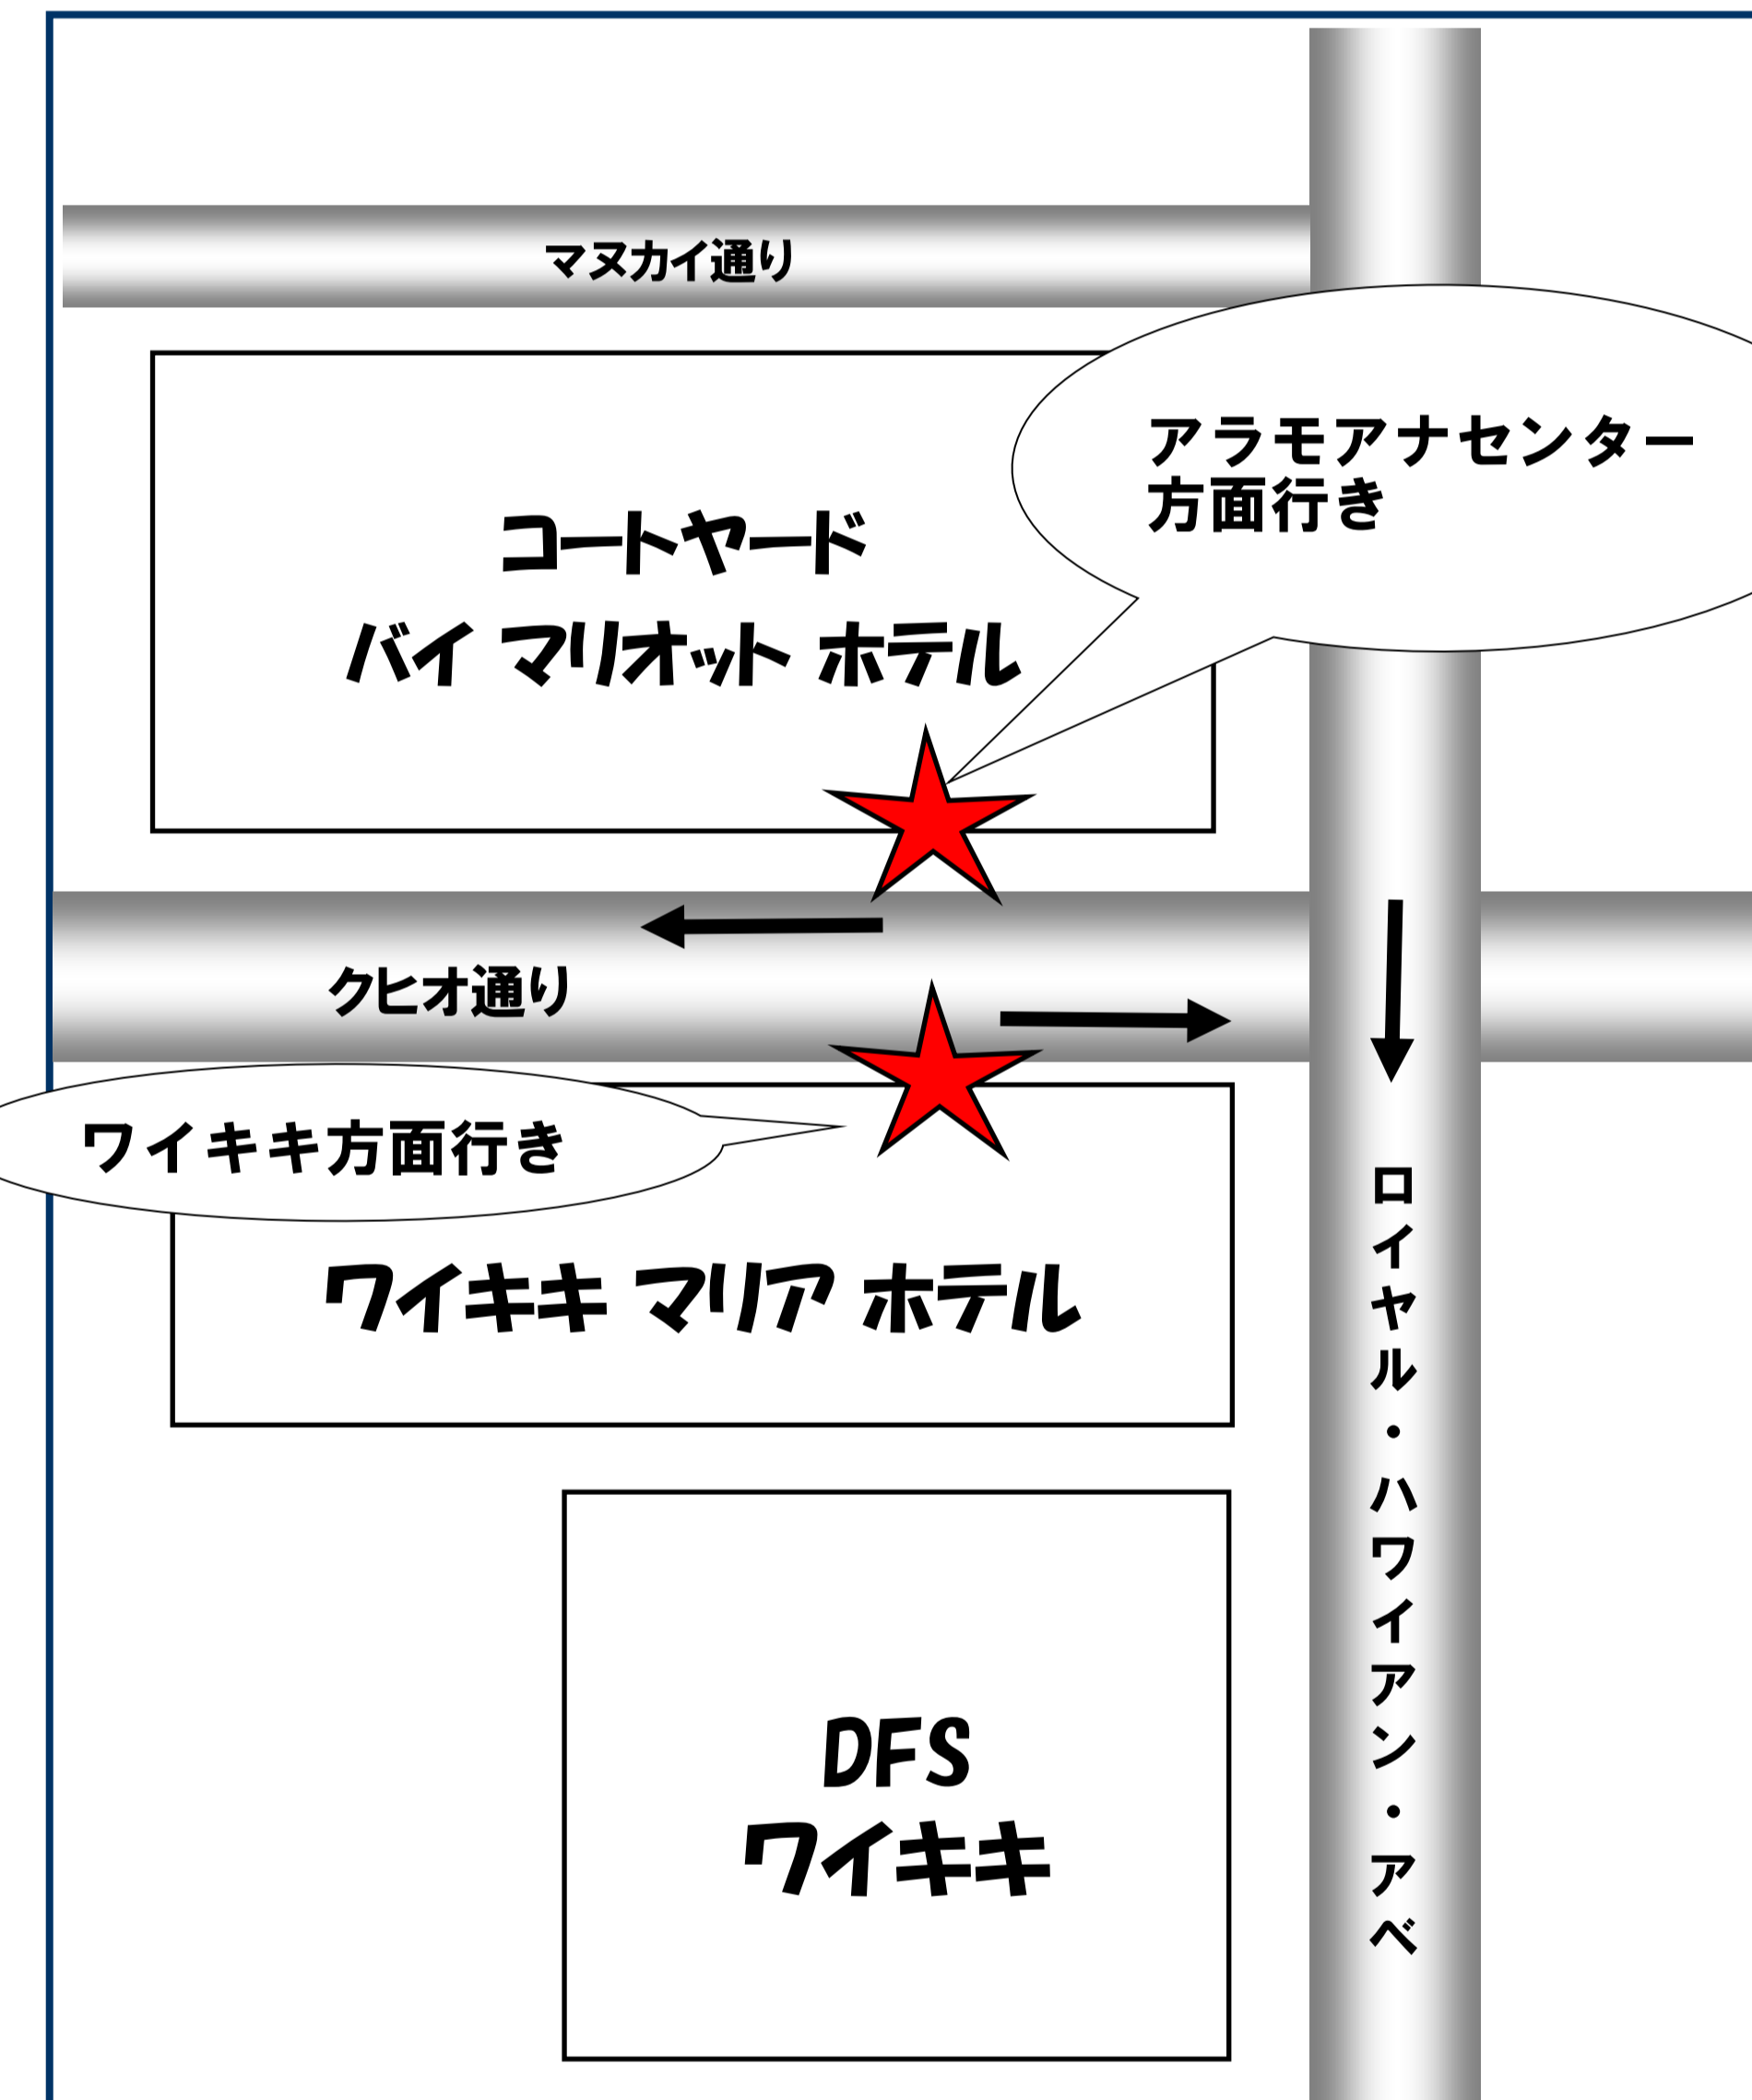 マヌカイ通り
アラモアナセンター
方面行き
コートヤード
バイ マリオット ホテル
クヒオ通り
ワイキキ方面行き
ワイキキ マリア ホテル
ロイヤル・ハワイアン・アベ
DFS
ワイキキ